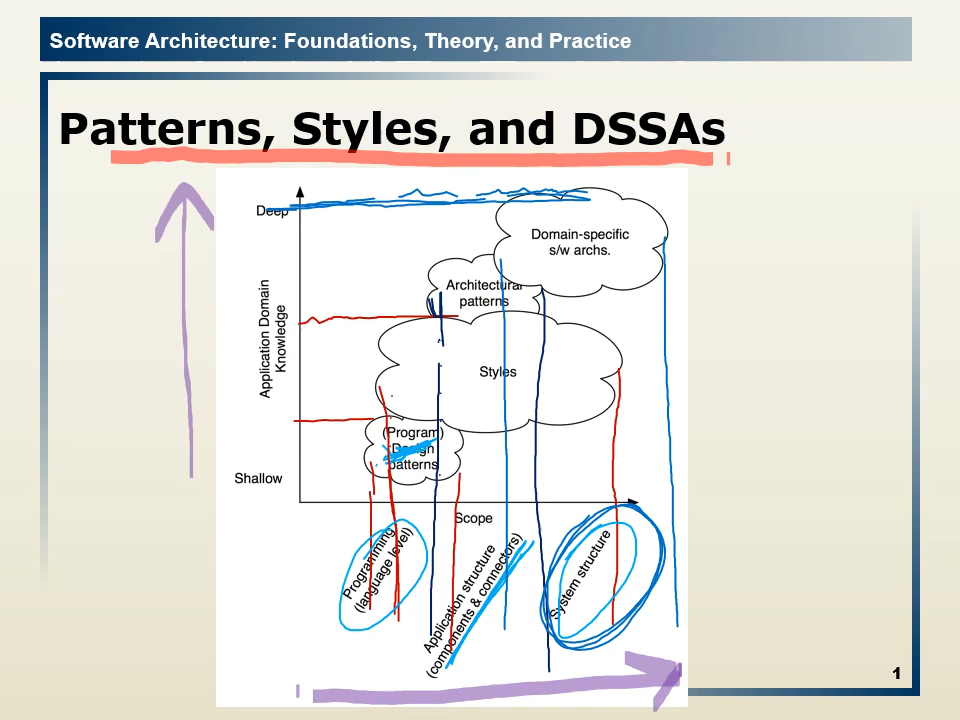 Software Architecture: Foundations, Theory, and Practice
Patterns, Styles, and DSSAs
Deep
Domain-specific
s/w archs.
Architectural
patterns
Application Domain
Knowledge
Styles
(Program)
Design
patterns
Shallow
Scope
Programming
(language level)
Application structure
(components & connectors)
System structure
1